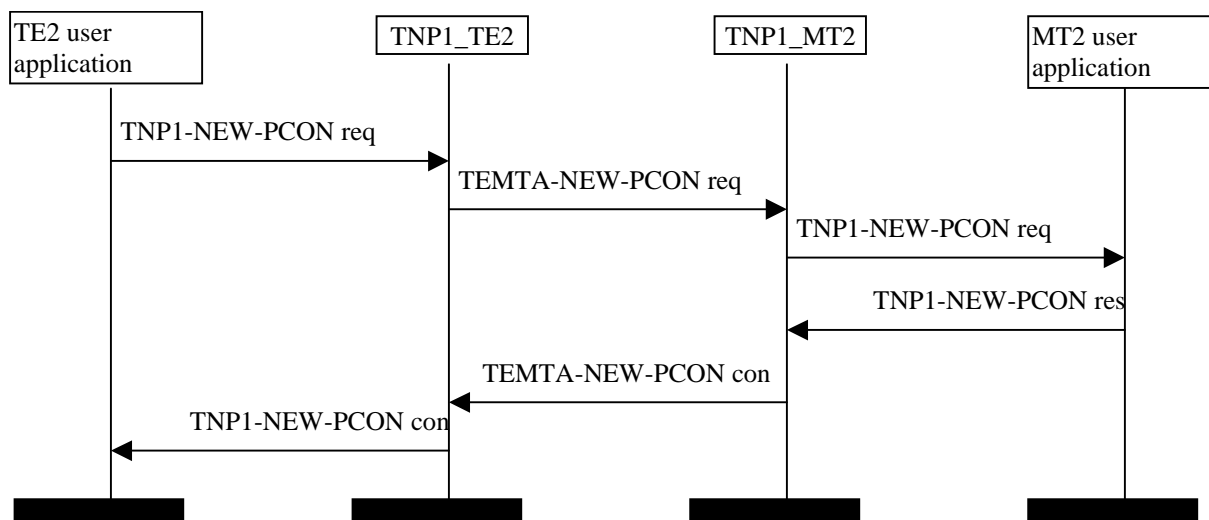 TE2 user
application
TNP1_TE2
TNP1_MT2
MT2 user
application
TNP1-NEW-PCON req
TEMTA-NEW-PCON req
TNP1-NEW-PCON req
TNP1-NEW-PCON res
TEMTA-NEW-PCON con
TNP1-NEW-PCON con